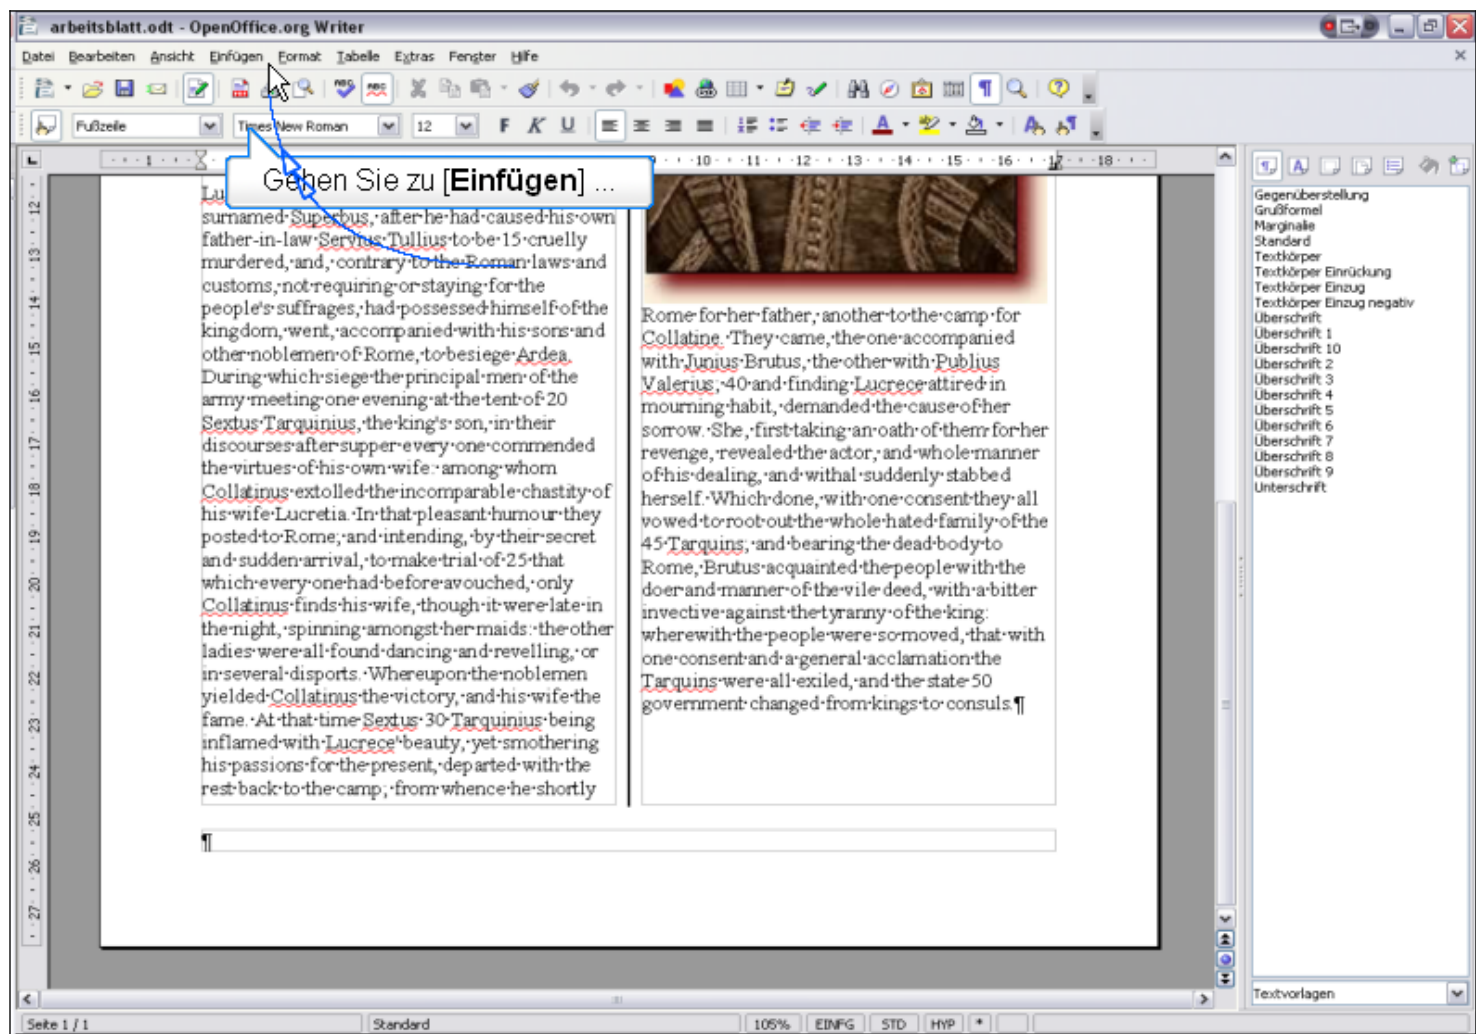 arbeitsblatt.odt - OpenOffice.org Writer
Datei Bearbeiten Ansicht Einfügen Format Tabelle Extras Fenster Hilfe
Fußzeile Times New Roman 12 F K U
Gehen Sie zu [Einfügen] ...
surnamed Superbus, after he had caused his own
father-in-law Servius Tullius to be 15 cruelly
murdered, and, contrary to the Roman laws and
customs, not requiring or staying for the
people's suffrages, had possessed himself of the
kingdom, went, accompanied with his sons and
other noblemen of Rome, to besiege Ardea.
During which siege the principal men of the
army meeting one evening at the tent of 20
Sextus Tarquinius, the king's son, in their
discourses after supper every one commended
the virtues of his own wife: among whom
Collatinus extolled the incomparable chastity of
his wife Lucretia. In that pleasant humour they
posted to Rome; and intending, by their secret
and sudden arrival, to make trial of 25 that
which every one had before avouched, only
Collatinus finds his wife, though it were late in
the night, spinning amongst her maids: the other
ladies were all found dancing and revelling, or
in several disports. Whereupon the noblemen
yielded Collatinus the victory, and his wife the
fame. At that time Sextus 30 Tarquinius being
inflamed with Lucrece' beauty, yet smothering
his passions for the present, departed with the
rest back to the camp; from whence he shortly
Rome for her father, another to the camp for
Collatine. They came, the one accompanied
with Junius Brutus, the other with Publius
Valerius; 40 and finding Lucrece attired in
mourning habit, demanded the cause of her
sorrow. She, first taking an oath of them for her
revenge, revealed the actor, and whole manner
of his dealing, and withal suddenly stabbed
herself. Which done, with one consent they all
vowed to root out the whole hated family of the
45 Tarquins; and bearing the dead body to
Rome, Brutus acquainted the people with the
doer and manner of the vile deed, with a bitter
invective against the tyranny of the king:
wherewith the people were so moved, that with
one consent and a general acclamation the
Tarquins were all exiled, and the state 50
government changed from kings to consuls.¶
¶
Gegenüberstellung
Grußformel
Marginalie
Standard
Textkörper
Textkörper Einrückung
Textkörper Einzug
Textkörper Einzug negativ
Überschrift
Überschrift 1
Überschrift 10
Überschrift 2
Überschrift 3
Überschrift 4
Überschrift 5
Überschrift 6
Überschrift 7
Überschrift 8
Überschrift 9
Unterschrift
Textvorlagen
Seite 1 / 1 Standard 105% EINFG STD HYP *